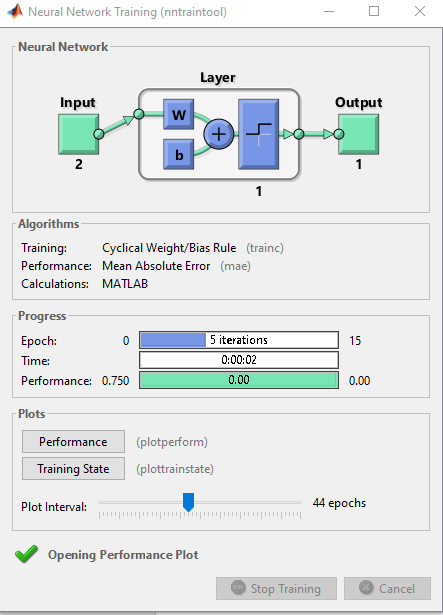 Neural Network Training (nntraintool)
Neural Network
Layer
Input
Output
W
b
+
2
1
1
Algorithms
Training: Cyclical Weight/Bias Rule (trainc)
Performance: Mean Absolute Error (mae)
Calculations: MATLAB
Progress
Epoch: 0 5 iterations 15
Time: 0:00:02
Performance: 0.750 0.00 0.00
Plots
Performance (plotperform)
Training State (plottrainstate)
Plot Interval: 44 epochs
Opening Performance Plot
Stop Training Cancel